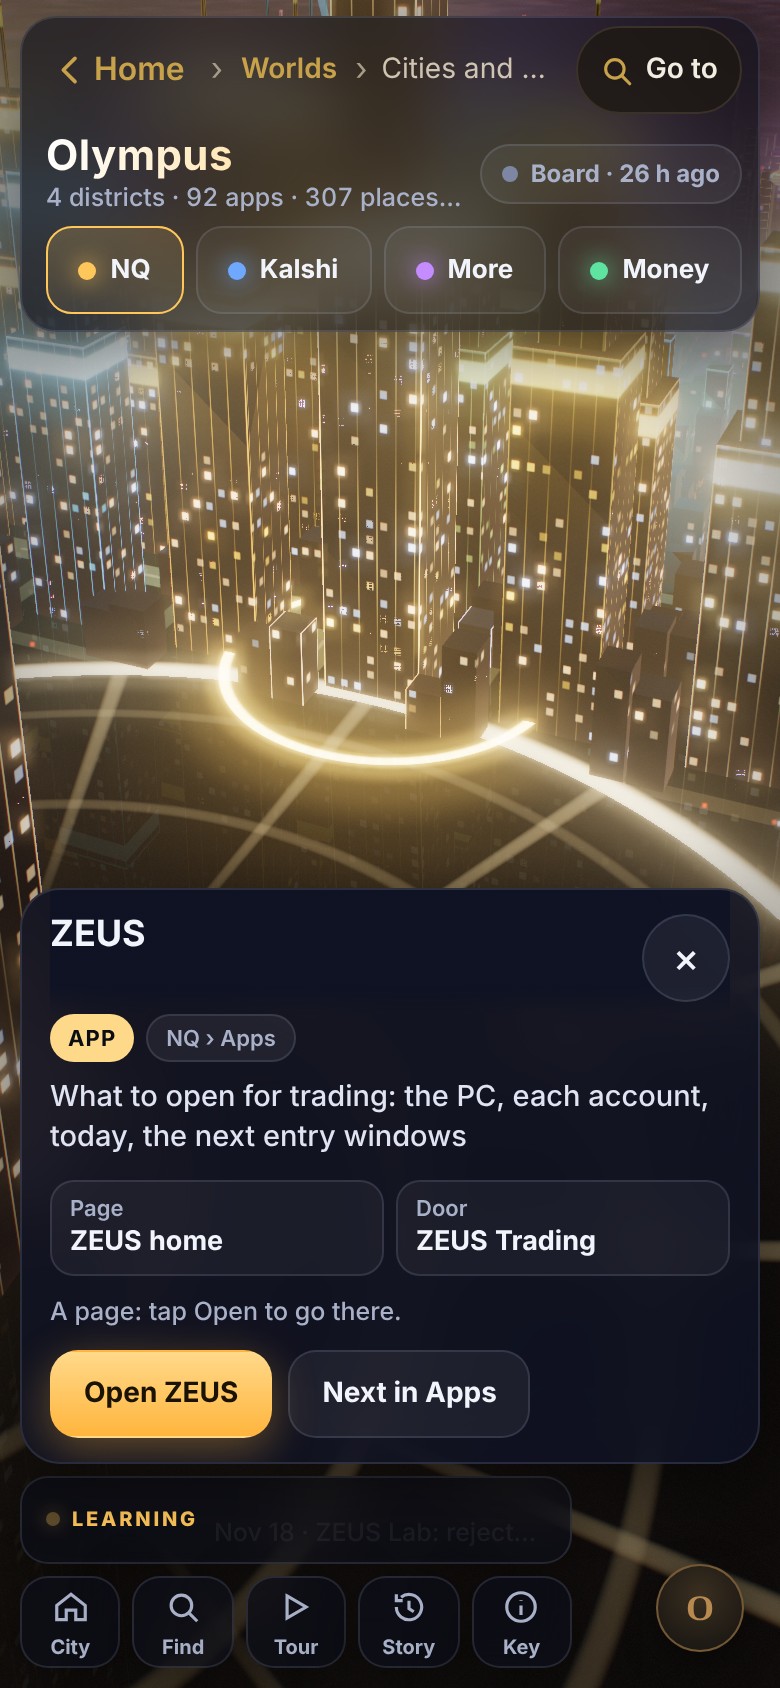 Home › Worlds › Cities and ...
Go to
Olympus
4 districts · 92 apps · 307 places...
Board · 26 h ago
NQ
Kalshi
More
Money
ZEUS
×
APP
NQ › Apps
What to open for trading: the PC, each account,
today, the next entry windows
Page
ZEUS home
Door
ZEUS Trading
A page: tap Open to go there.
Open ZEUS
Next in Apps
LEARNING
Nov 18 · ZEUS Lab: reject...
City
Find
Tour
Story
Key
O